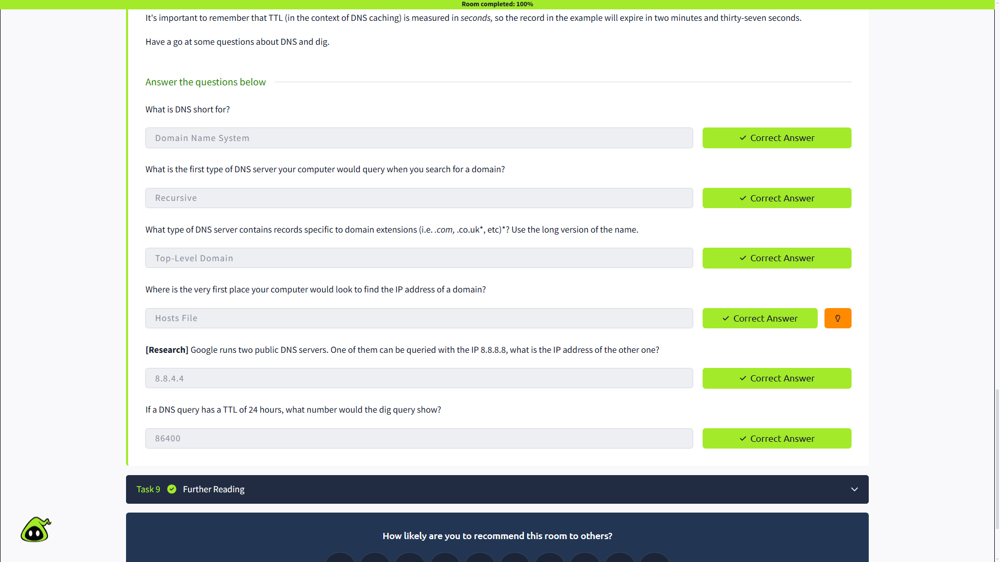 Room completed: 100%
It's important to remember that TTL (in the context of DNS caching) is measured in seconds, so the record in the example will expire in two minutes and thirty-seven seconds.
Have a go at some questions about DNS and dig.
Answer the questions below
What is DNS short for?
Domain Name System
Correct Answer
What is the first type of DNS server your computer would query when you search for a domain?
Recursive
Correct Answer
What type of DNS server contains records specific to domain extensions (i.e. .com, .co.uk*, etc)*? Use the long version of the name.
Top-Level Domain
Correct Answer
Where is the very first place your computer would look to find the IP address of a domain?
Hosts File
Correct Answer
[Research] Google runs two public DNS servers. One of them can be queried with the IP 8.8.8.8, what is the IP address of the other one?
8.8.4.4
Correct Answer
If a DNS query has a TTL of 24 hours, what number would the dig query show?
86400
Correct Answer
Task 9 Further Reading
How likely are you to recommend this room to others?